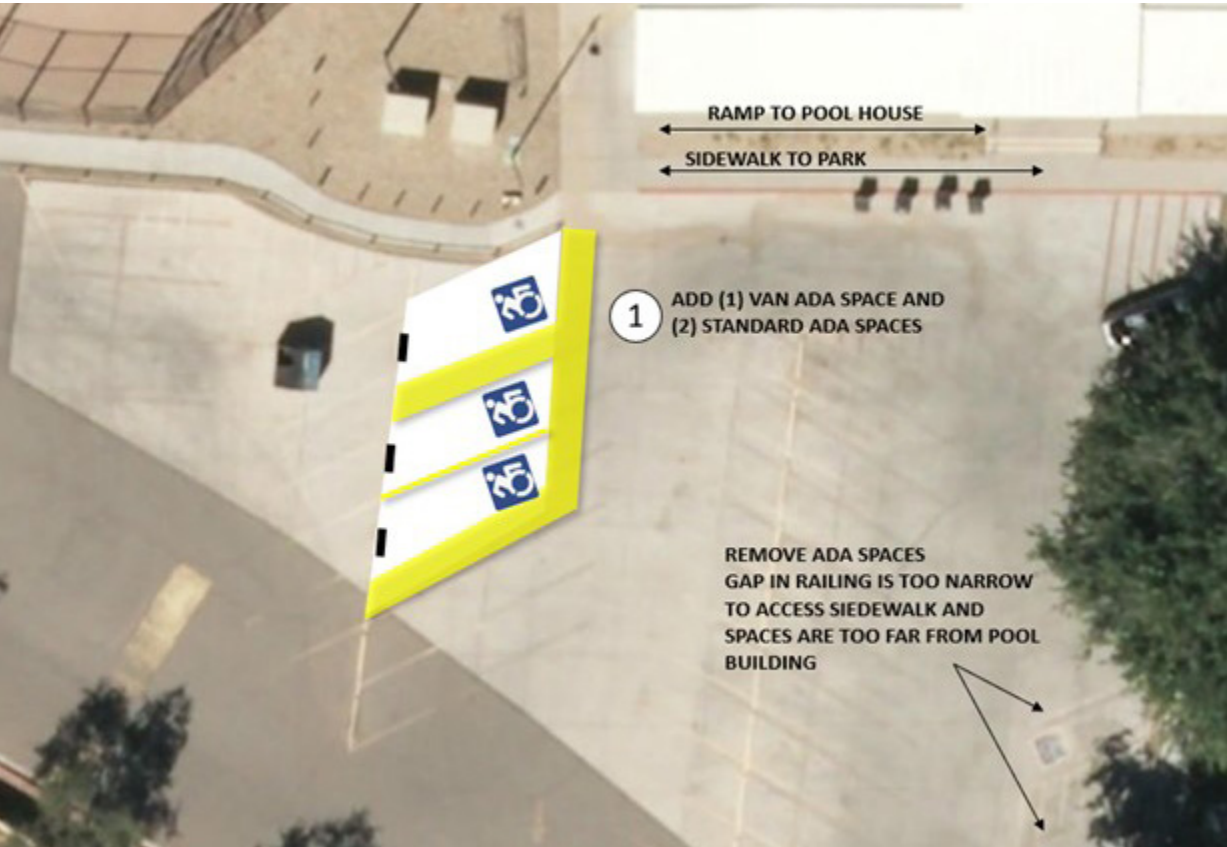 RAMP TO POOL HOUSE
SIDEWALK TO PARK
1
ADD (1) VAN ADA SPACE AND
(2) STANDARD ADA SPACES
REMOVE ADA SPACES
GAP IN RAILING IS TOO NARROW
TO ACCESS SIEDEWALK AND
SPACES ARE TOO FAR FROM POOL
BUILDING